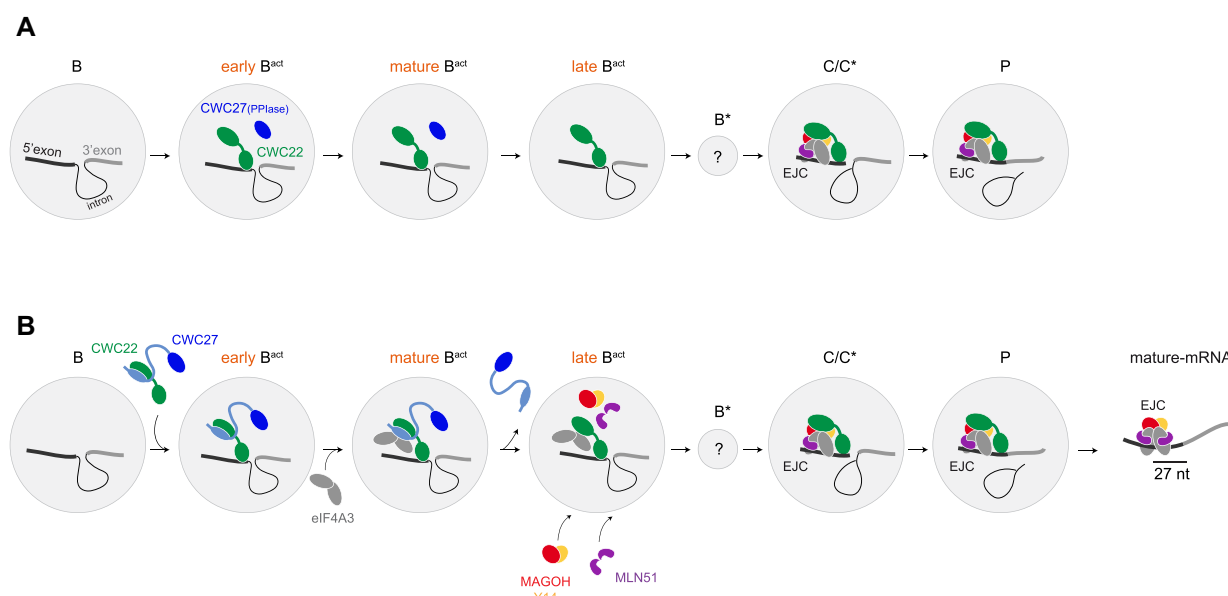 A
B
early Bact
mature Bact
late Bact
B*
C/C*
P
5'exon
3'exon
intron
CWC27(PPIase)
CWC22
?
EJC
EJC
B
B
CWC22
CWC27
early Bact
mature Bact
late Bact
B*
C/C*
P
mature-mRNA
EJC
?
EJC
EJC
27 nt
eIF4A3
MAGOH
MLN51